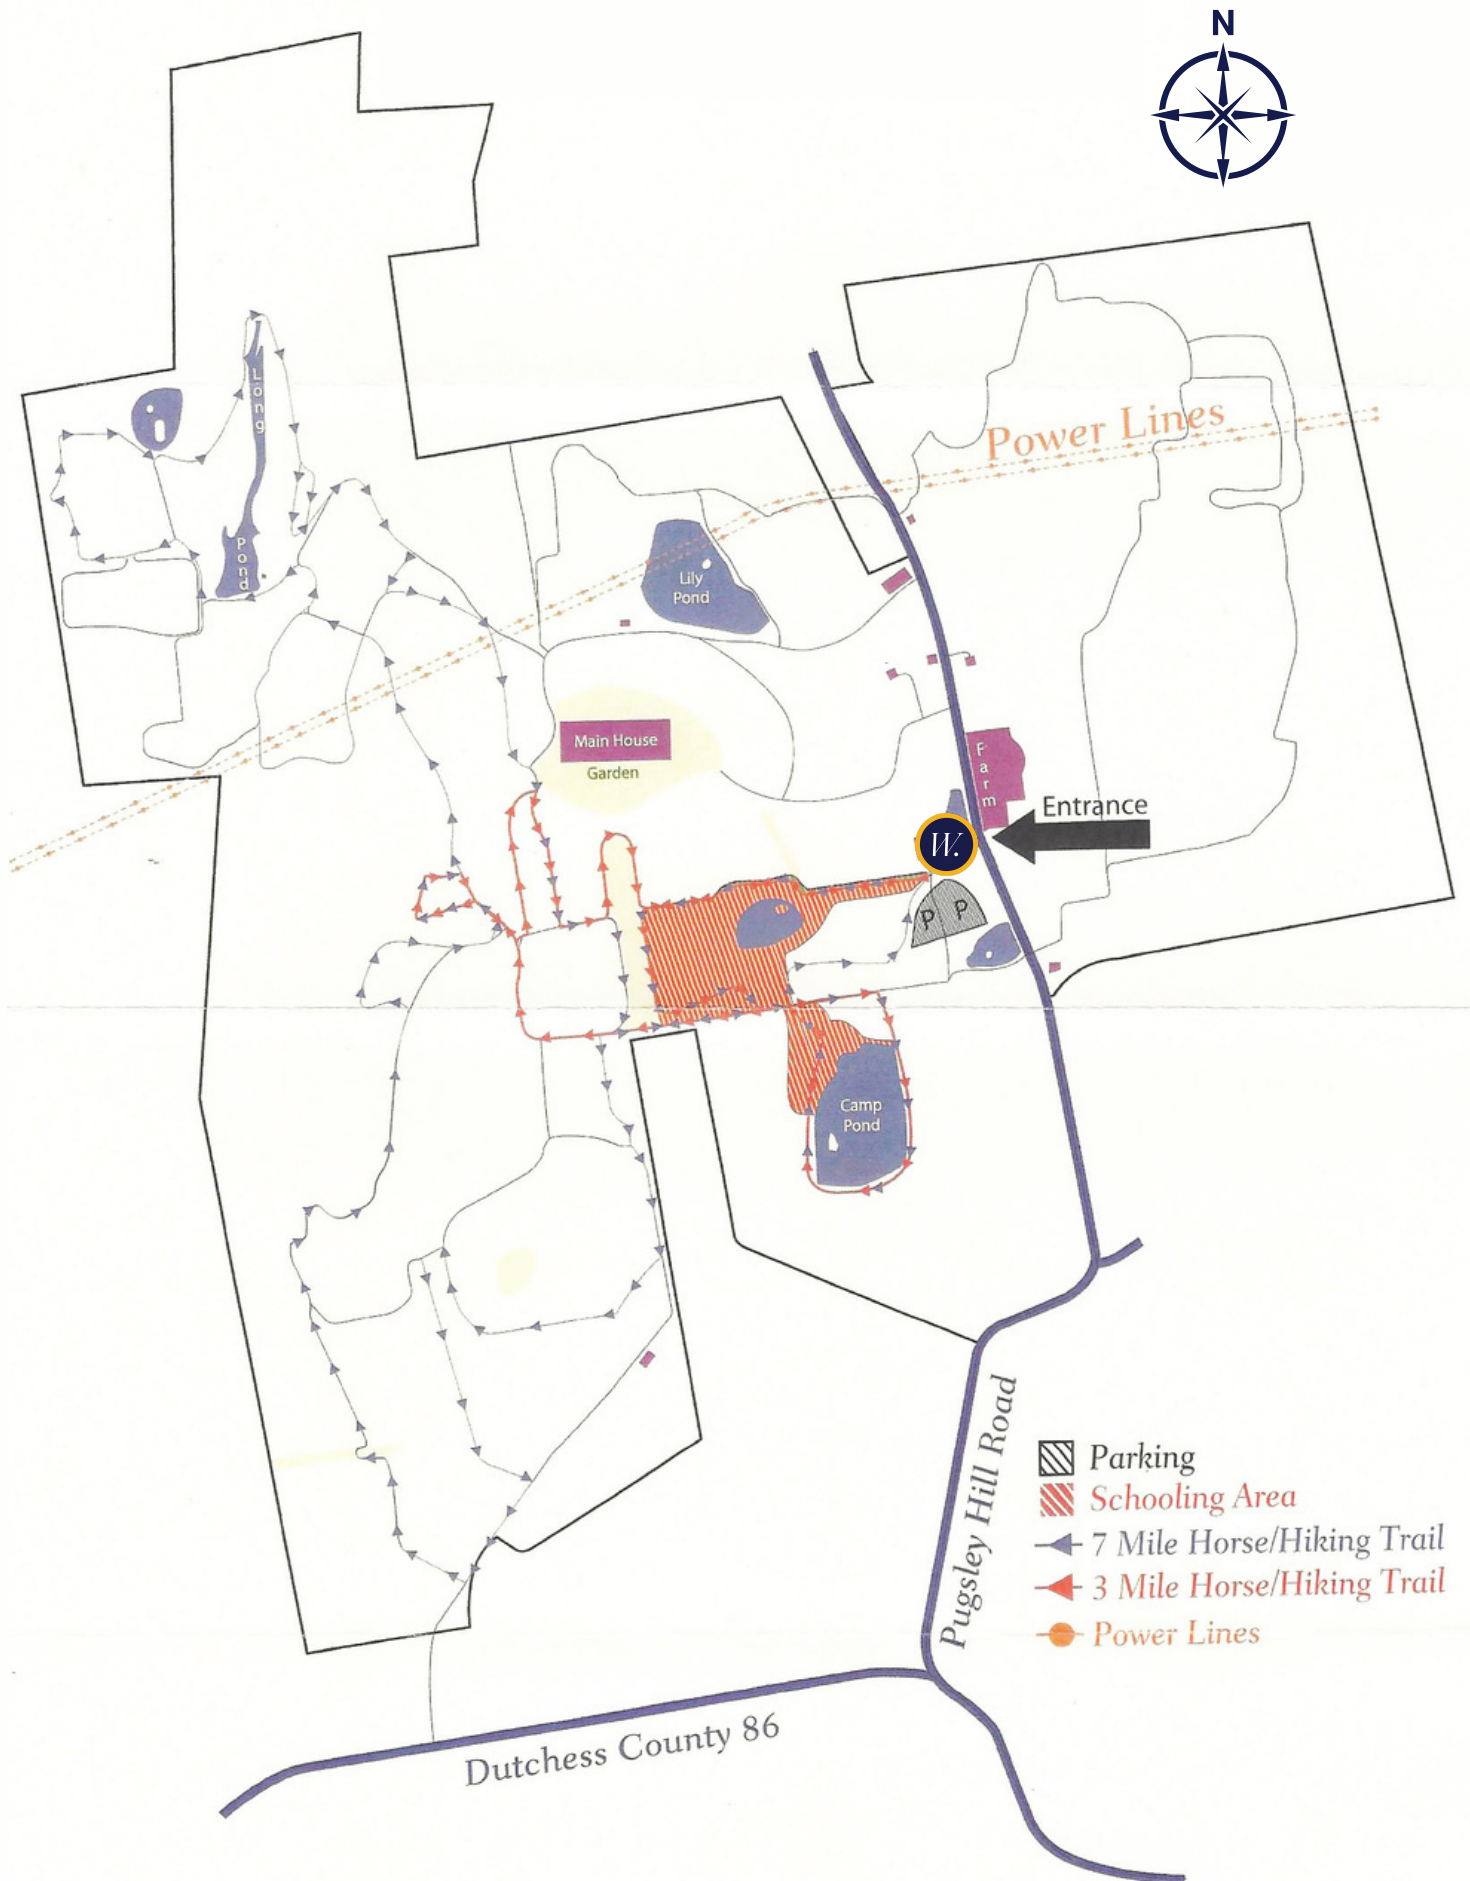 N
Long
Power Lines
Pond
Lily
Pond
Main House
Garden
Farm
Entrance
W.
P P
Camp
Pond
Pugsley Hill Road
Parking
Schooling Area
7 Mile Horse/Hiking Trail
3 Mile Horse/Hiking Trail
Power Lines
Dutchess County 86